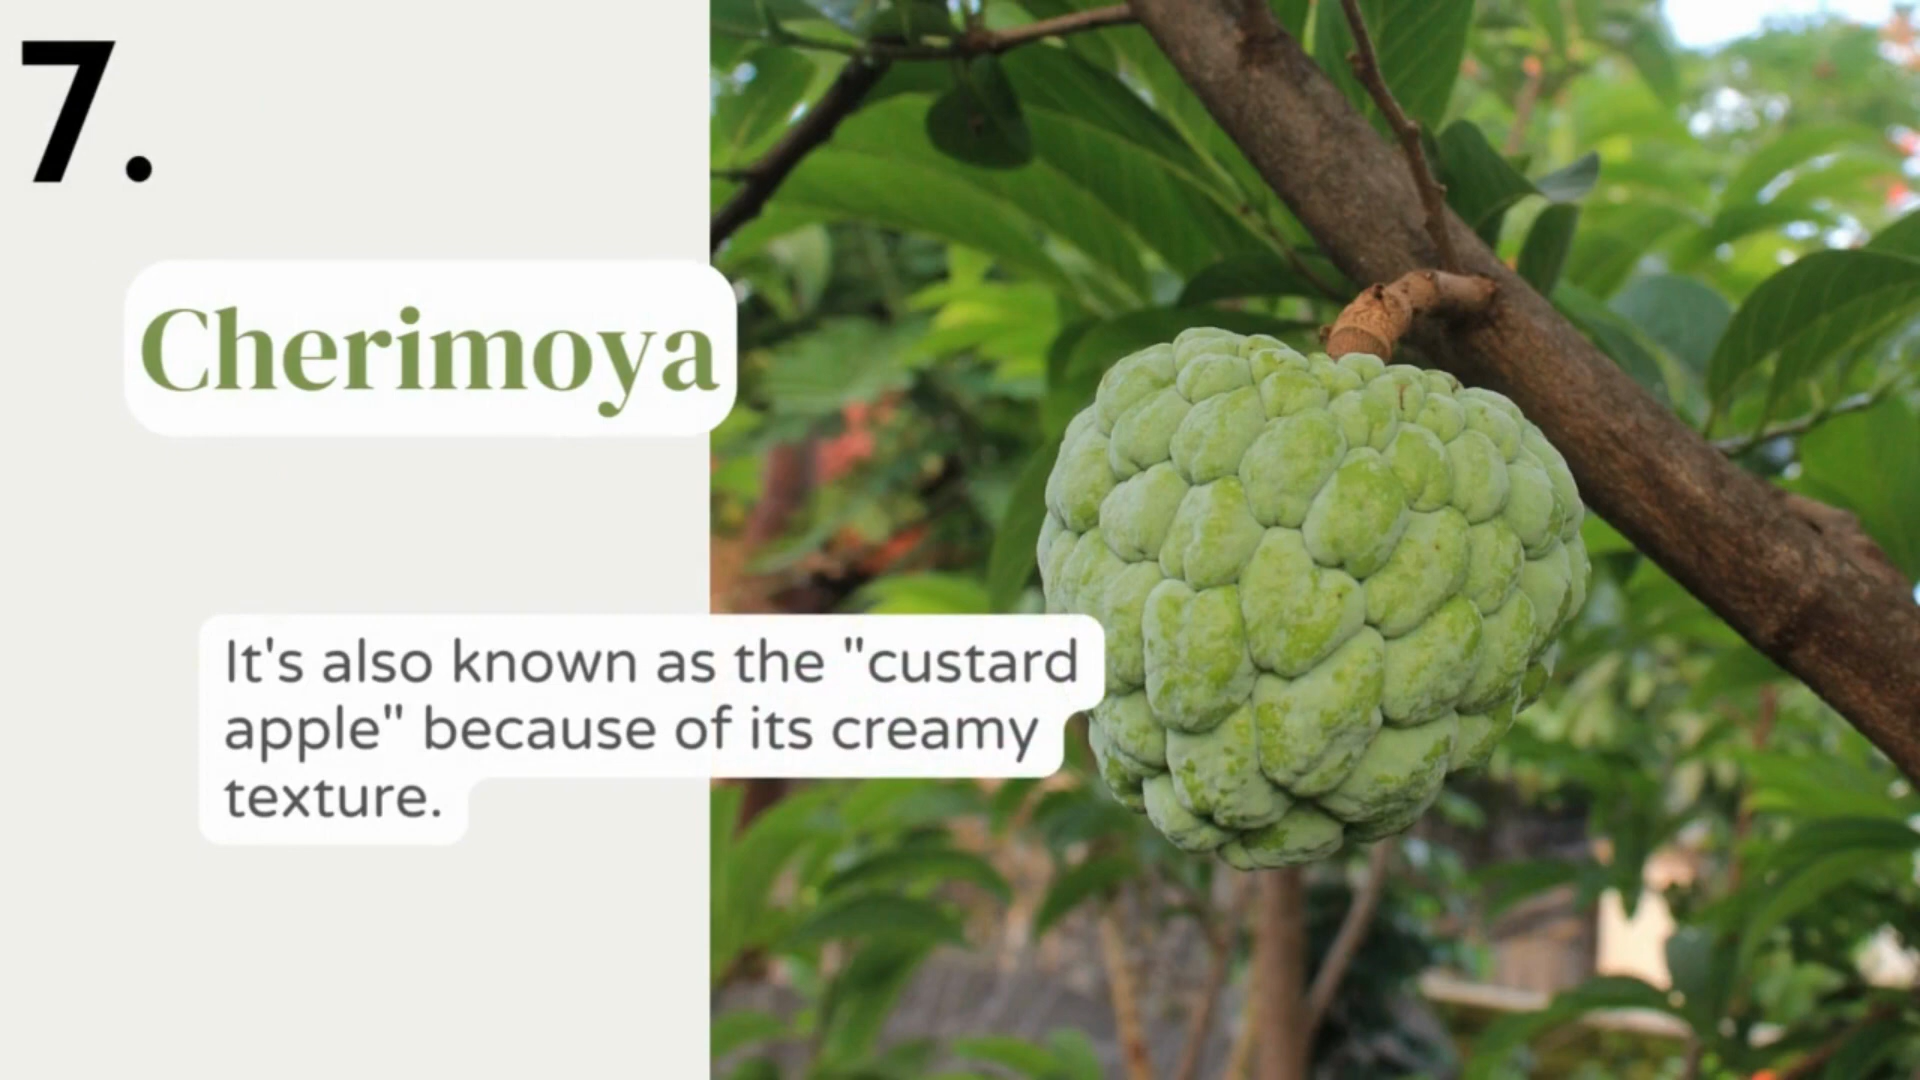 7.
Cherimoya
It's also known as the "custard
apple" because of its creamy
texture.